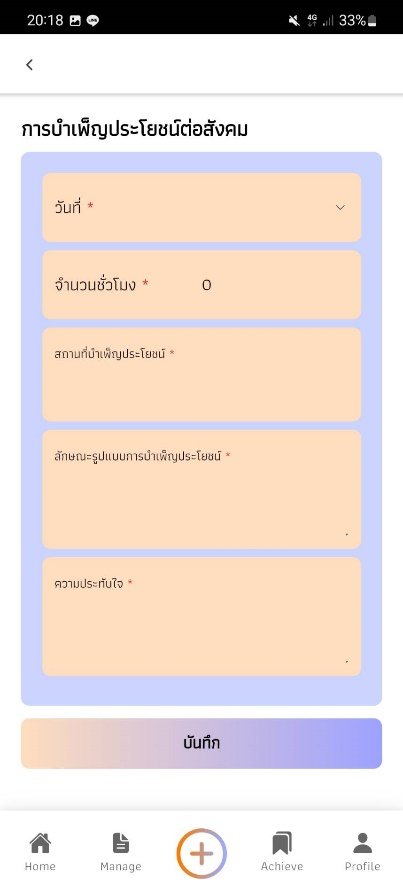 20:18 4G 33%
การบำเพ็ญประโยชน์ต่อสังคม
วันที่ *
จำนวนชั่วโมง * 0
สถานที่บำเพ็ญประโยชน์ *
ลักษณะรูปแบบการบำเพ็ญประโยชน์ *
ความประทับใจ *
บันทึก
Home Manage Achieve Profile